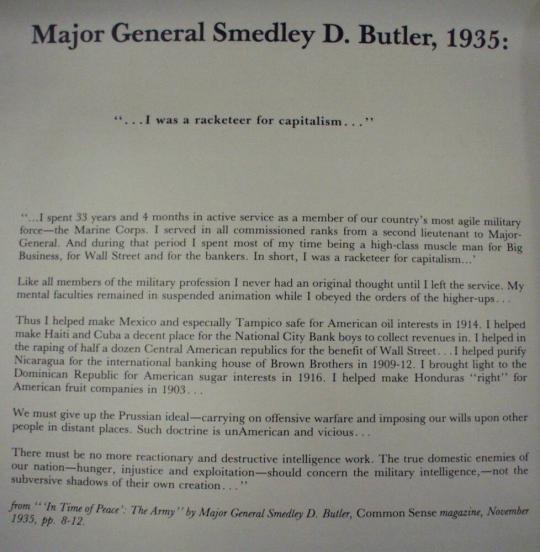 Major General Smedley D. Butler, 1935:
“...I was a racketeer for capitalism...”
“...I spent 33 years and 4 months in active service as a member of our country's most agile military
force—the Marine Corps. I served in all commissioned ranks from a second lieutenant to Major-
General. And during that period I spent most of my time being a high-class muscle man for Big
Business, for Wall Street and for the bankers. In short, I was a racketeer for capitalism...’
Like all members of the military profession I never had an original thought until I left the service. My
mental faculties remained in suspended animation while I obeyed the orders of the higher-ups...
Thus I helped make Mexico and especially Tampico safe for American oil interests in 1914. I helped
make Haiti and Cuba a decent place for the National City Bank boys to collect revenues in. I helped in
the raping of half a dozen Central American republics for the benefit of Wall Street...I helped purify
Nicaragua for the international banking house of Brown Brothers in 1909-12. I brought light to the
Dominican Republic for American sugar interests in 1916. I helped make Honduras “right” for
American fruit companies in 1903...
We must give up the Prussian ideal—carrying on offensive warfare and imposing our wills upon other
people in distant places. Such doctrine is unAmerican and vicious...
There must be no more reactionary and destructive intelligence work. The true domestic enemies of
our nation—hunger, injustice and exploitation—should concern the military intelligence,—not the
subversive shadows of their own creation...”
from “‘In Time of Peace’: The Army” by Major General Smedley D. Butler, Common Sense magazine, November
1935, pp. 8-12.